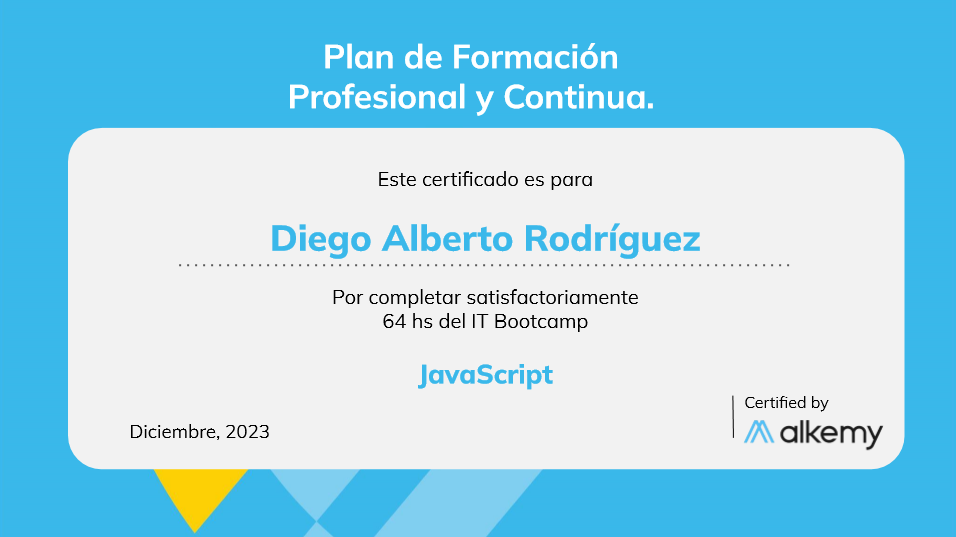 Plan de Formación
Profesional y Continua.
Este certificado es para
Diego Alberto Rodríguez
Por completar satisfactoriamente
64 hs del IT Bootcamp
JavaScript
Certified by
alkemy
Diciembre, 2023